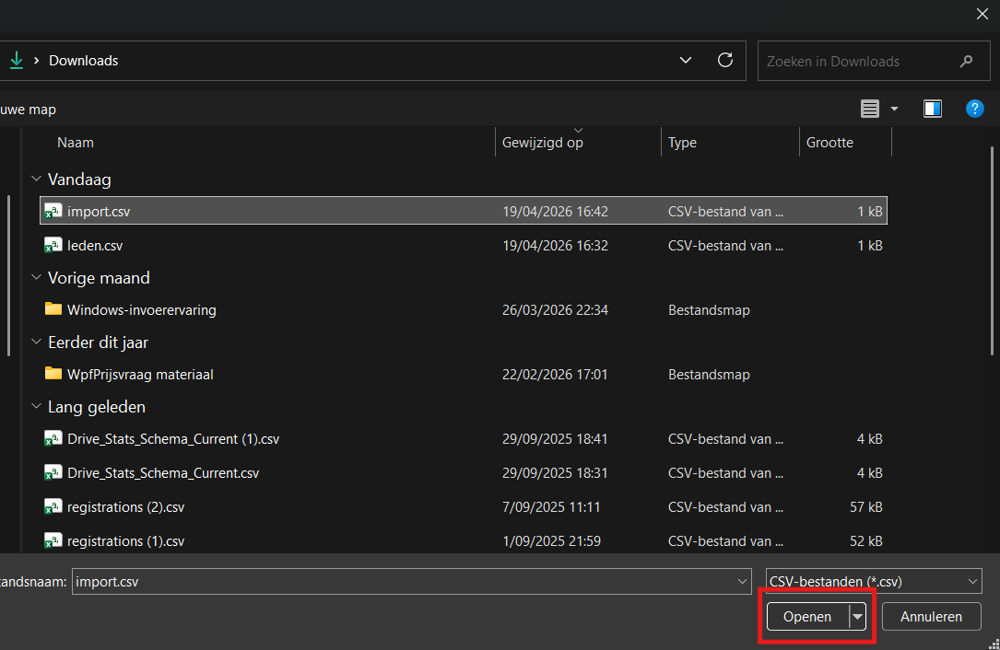 Downloads
Zoeken in Downloads
uwe map
Naam Gewijzigd op Type Grootte
Vandaag
import.csv 19/04/2026 16:42 CSV-bestand van ... 1 kB
leden.csv 19/04/2026 16:32 CSV-bestand van ... 1 kB
Vorige maand
Windows-invoerervaring 26/03/2026 22:34 Bestandsmap
Eerder dit jaar
WpfPrijsvraag materiaal 22/02/2026 17:01 Bestandsmap
Lang geleden
Drive_Stats_Schema_Current (1).csv 29/09/2025 18:41 CSV-bestand van ... 4 kB
Drive_Stats_Schema_Current.csv 29/09/2025 18:31 CSV-bestand van ... 4 kB
registrations (2).csv 7/09/2025 11:11 CSV-bestand van ... 57 kB
registrations (1).csv 1/09/2025 21:59 CSV-bestand van ... 52 kB
tandsnaam: import.csv CSV-bestanden (*.csv)
Openen Annuleren